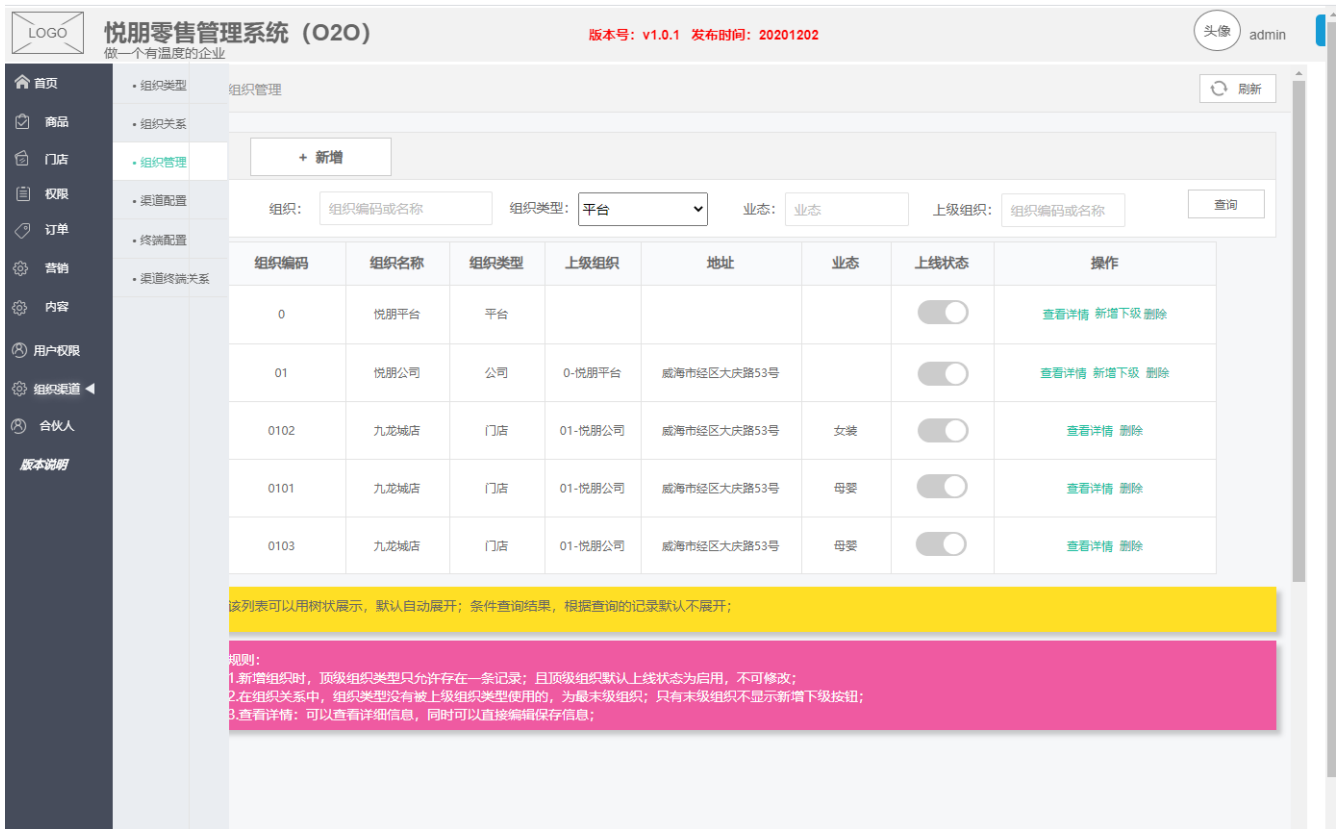 LOGO
悦朋零售管理系统（O2O）
做一个有温度的企业
版本号：v1.0.1 发布时间：20201202
头像
admin
首页
商品
门店
权限
订单
营销
内容
用户权限
组织渠道
合伙人
版本说明
• 组织类型
• 组织关系
• 组织管理
• 渠道配置
• 终端配置
• 渠道终端关系
组织管理
刷新
+ 新增
组织： 组织编码或名称 组织类型： 平台 业态： 业态 上级组织： 组织编码或名称 查询
组织编码 组织名称 组织类型 上级组织 地址 业态 上线状态 操作
0 悦朋平台 平台 查看详情 新增下级 删除
01 悦朋公司 公司 0-悦朋平台 威海市经区大庆路53号 查看详情 新增下级 删除
0102 九龙城店 门店 01-悦朋公司 威海市经区大庆路53号 女装 查看详情 删除
0101 九龙城店 门店 01-悦朋公司 威海市经区大庆路53号 母婴 查看详情 删除
0103 九龙城店 门店 01-悦朋公司 威海市经区大庆路53号 母婴 查看详情 删除
该列表可以用树状展示，默认自动展开；条件查询结果，根据查询的记录默认不展开；
规则：
1.新增组织时，顶级组织类型只允许存在一条记录；且顶级组织默认上线状态为启用，不可修改；
2.在组织关系中，组织类型没有被上级组织类型使用的，为最末级组织；只有末级组织不显示新增下级按钮；
3.查看详情：可以查看详细信息，同时可以直接编辑保存信息；